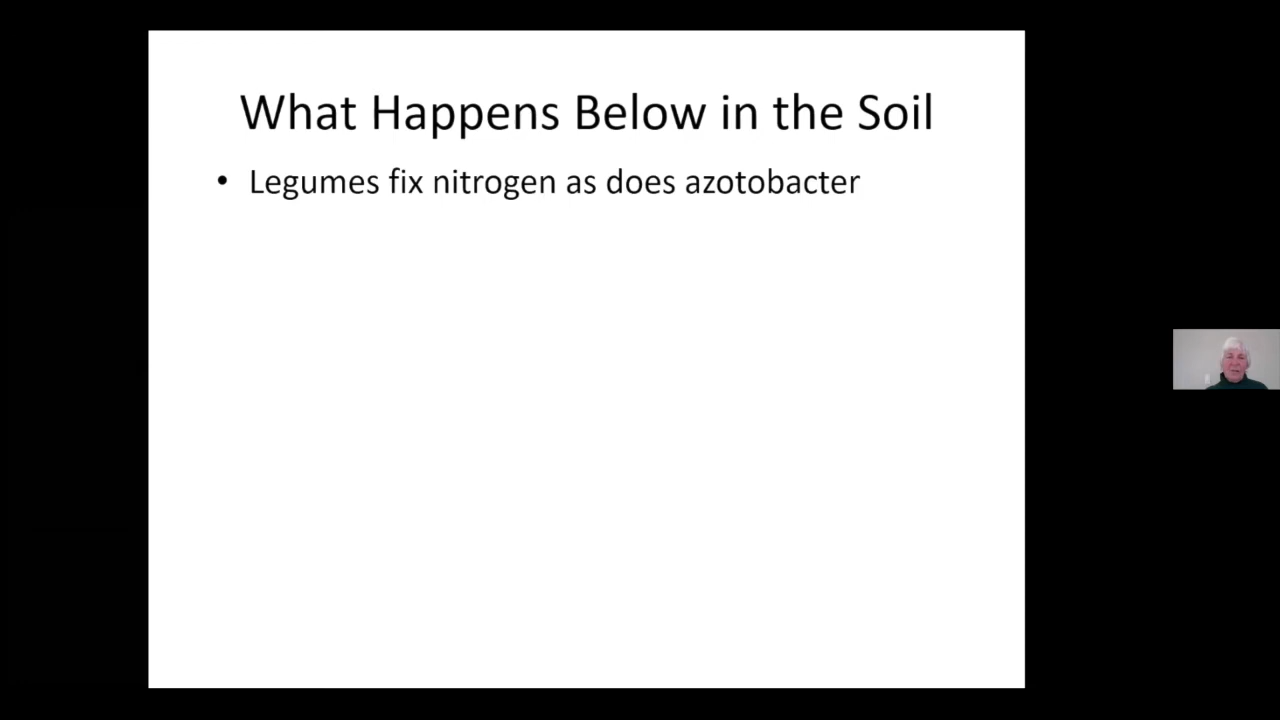 What Happens Below in the Soil
• Legumes fix nitrogen as does azotobacter